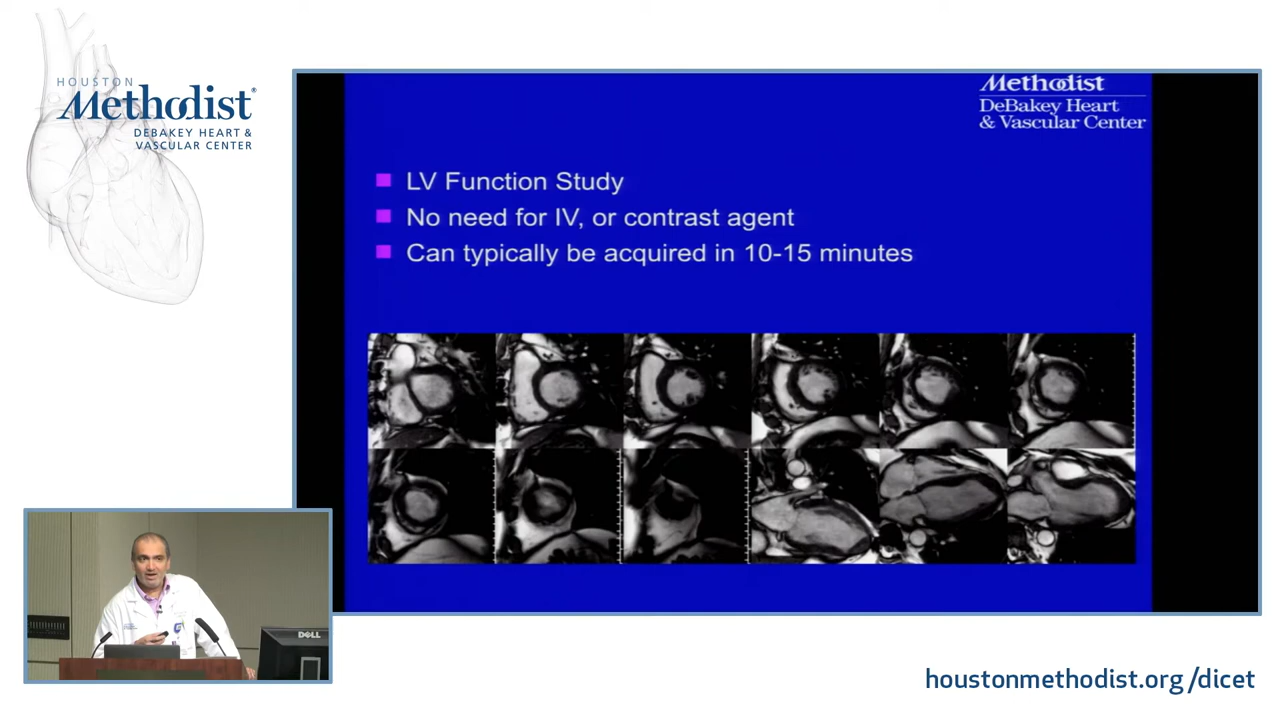 HOUSTON
Methodist®
DEBAKEY HEART &
VASCULAR CENTER
Methodist
DeBakey Heart
& Vascular Center
LV Function Study
No need for IV, or contrast agent
Can typically be acquired in 10-15 minutes
DELL
houstonmethodist.org/dicet